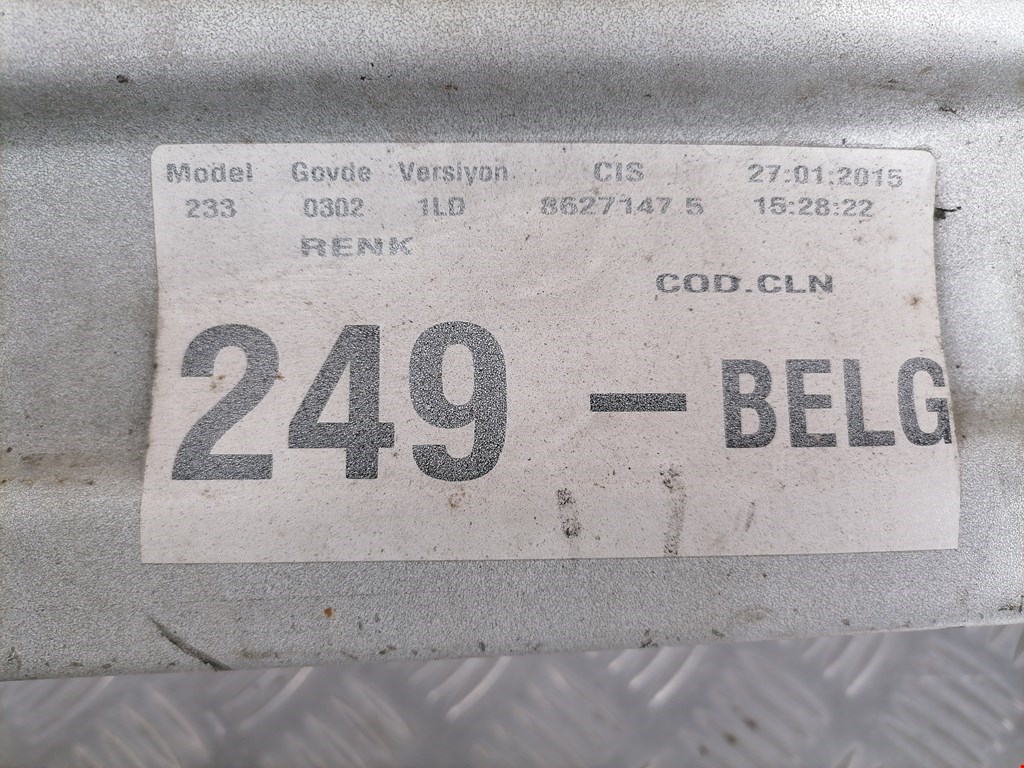 Model Govde Versiyon CIS 27:01:2015
233 0302 1LD 8627147 5 15:28:22
RENK
COD.CLN
249 - BELG